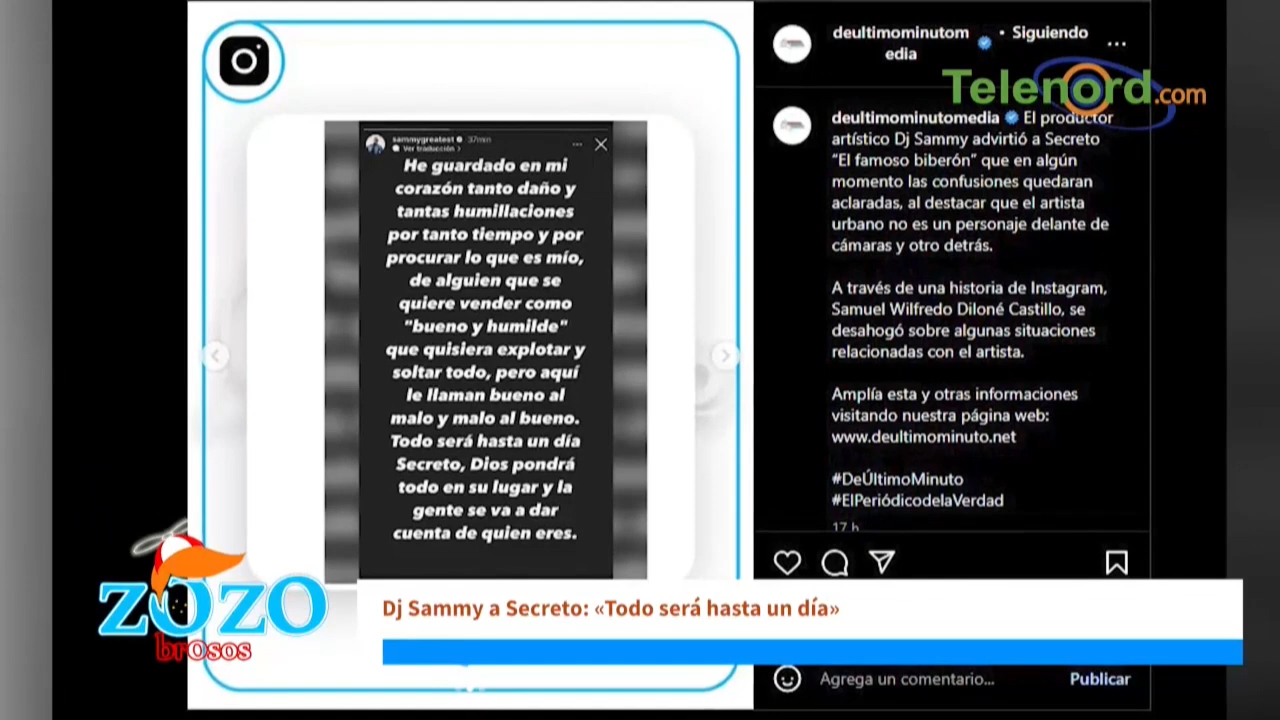 deultimominutom
edia
• Siguiendo
Telenord.com
sammygreatest 37min
Ver traducción >
He guardado en mi
corazón tanto daño y
tantas humillaciones
por tanto tiempo y por
procurar lo que es mío,
de alguien que se
quiere vender como
"bueno y humilde"
que quisiera explotar y
soltar todo, pero aquí
le llaman bueno al
malo y malo al bueno.
Todo será hasta un día
Secreto, Dios pondrá
todo en su lugar y la
gente se va a dar
cuenta de quien eres.
deultimominutomedia El productor
artístico Dj Sammy advirtió a Secreto
“El famoso biberón” que en algún
momento las confusiones quedaran
aclaradas, al destacar que el artista
urbano no es un personaje delante de
cámaras y otro detrás.
A través de una historia de Instagram,
Samuel Wilfredo Diloné Castillo, se
desahogó sobre algunas situaciones
relacionadas con el artista.
Amplía esta y otras informaciones
visitando nuestra página web:
www.deultimominuto.net
#DeÚltimoMinuto
#ElPeriódicodelaVerdad
17 h
ZOZO
brOsos
Dj Sammy a Secreto: «Todo será hasta un día»
Agrega un comentario...
Publicar